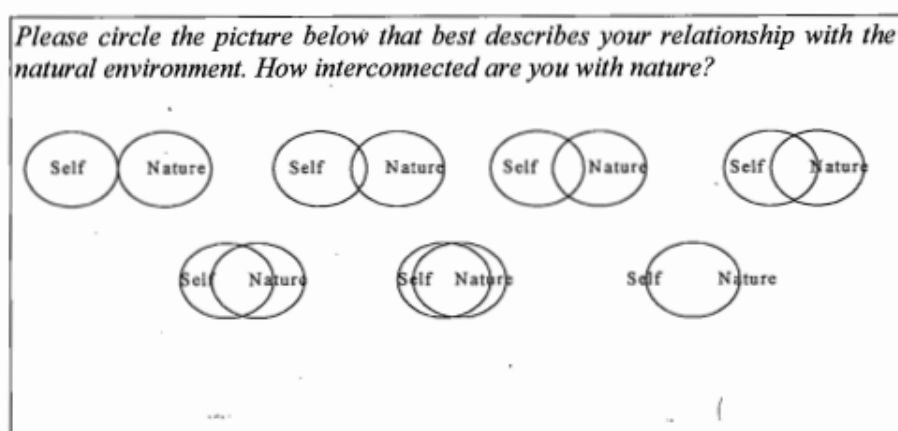 Please circle the picture below that best describes your relationship with the
natural environment. How interconnected are you with nature?
Self Nature Self Nature Self Nature Self Nature
Self Nature Self Nature Self Nature